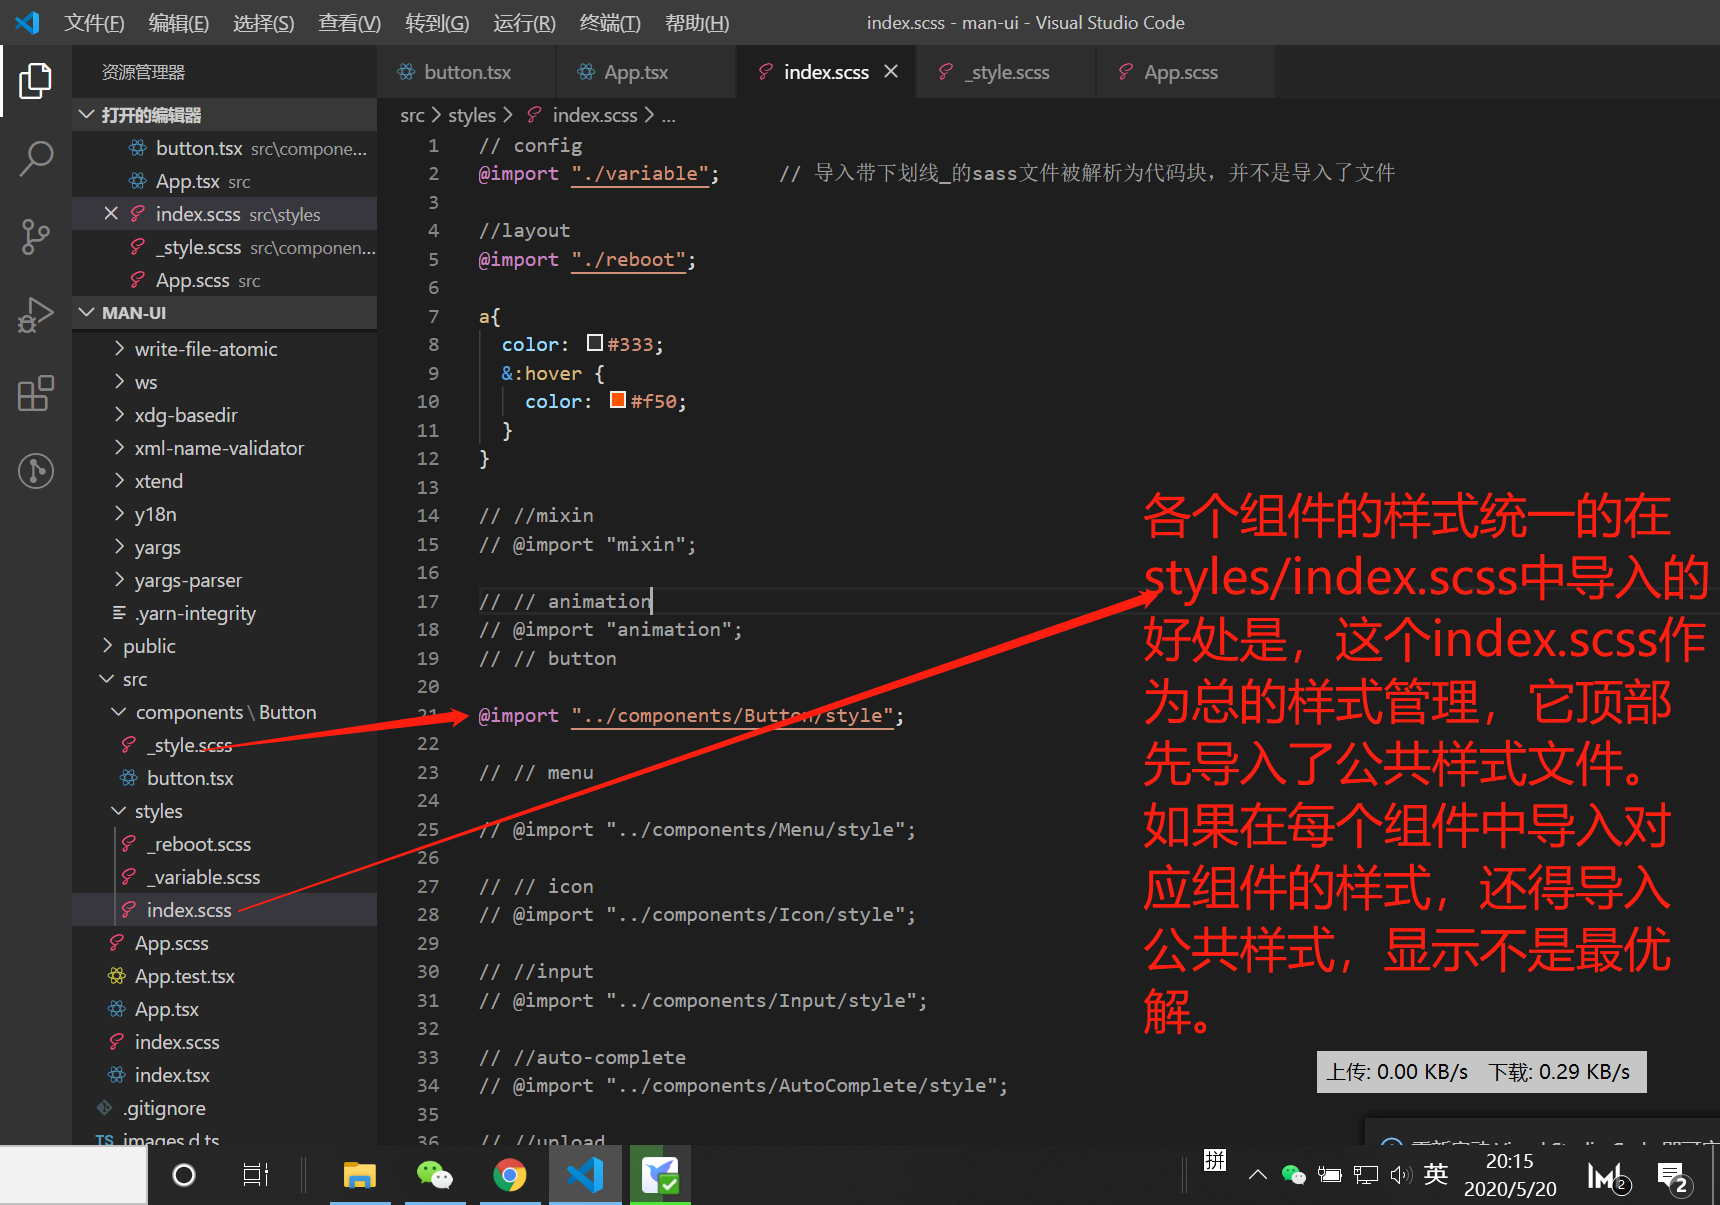 文件(F) 编辑(E) 选择(S) 查看(V) 转到(G) 运行(R) 终端(T) 帮助(H) index.scss - man-ui - Visual Studio Code
资源管理器
打开的编辑器
button.tsx src\compone...
App.tsx src
index.scss src\styles
_style.scss src\componen...
App.scss src
MAN-UI
write-file-atomic
ws
xdg-basedir
xml-name-validator
xtend
y18n
yargs
yargs-parser
.yarn-integrity
public
src
components \ Button
_style.scss
button.tsx
styles
_reboot.scss
_variable.scss
index.scss
App.scss
App.test.tsx
App.tsx
index.scss
index.tsx
.gitignore
TS images.d.ts
button.tsx App.tsx index.scss _style.scss App.scss
src > styles > index.scss > ...
1 // config
2 @import "./variable"; // 导入带下划线_的sass文件被解析为代码块，并不是导入了文件
3
4 //layout
5 @import "./reboot";
6
7 a{
8 color: #333;
9 &:hover {
10 color: #f50;
11 }
12 }
13
14 // //mixin
15 // @import "mixin";
16
17 // // animation
18 // @import "animation";
19 // // button
20
21 @import "../components/Button/style";
22
23 // // menu
24
25 // @import "../components/Menu/style";
26
27 // // icon
28 // @import "../components/Icon/style";
29
30 // //input
31 // @import "../components/Input/style";
32
33 // //auto-complete
34 // @import "../components/AutoComplete/style";
35
36 // //upload
各个组件的样式统一的在
styles/index.scss中导入的
好处是，这个index.scss作
为总的样式管理，它顶部
先导入了公共样式文件。
如果在每个组件中导入对
应组件的样式，还得导入
公共样式，显示不是最优
解。
上传: 0.00 KB/s 下载: 0.29 KB/s
拼
英
20:15
2020/5/20
2
2